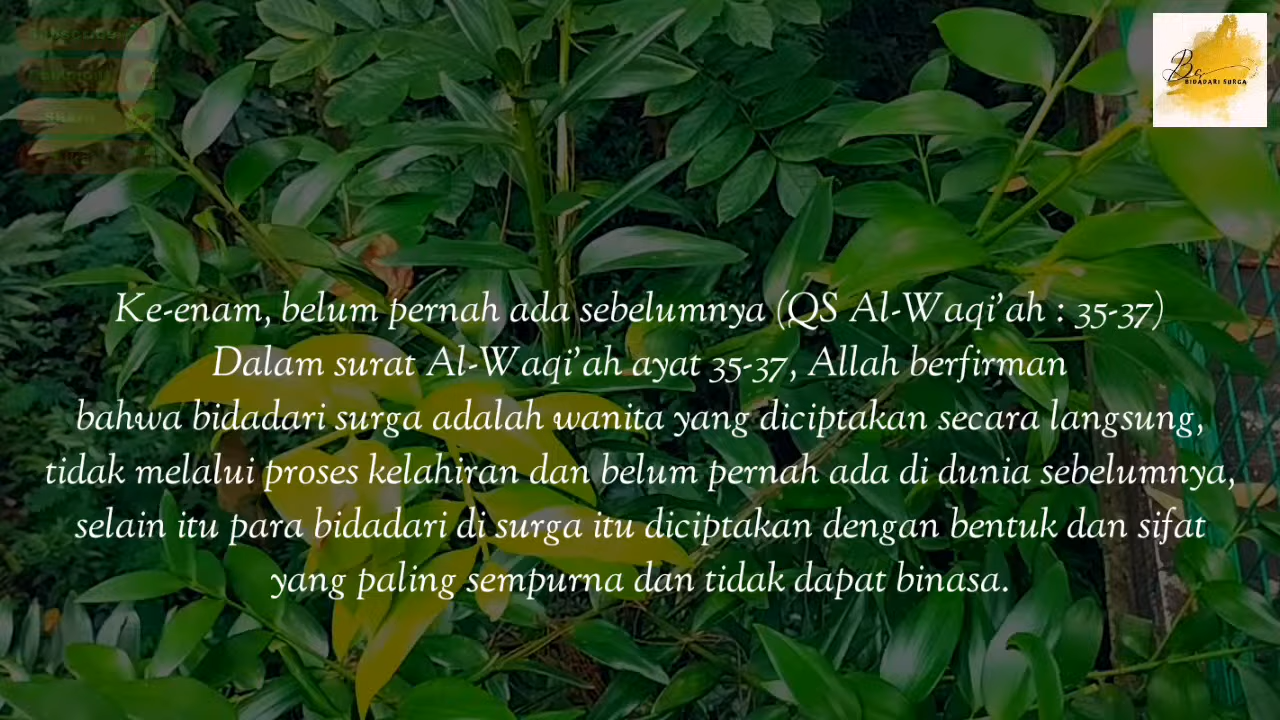 Ke-enam, belum pernah ada sebelumnya (QS Al-Waqi'ah : 35-37)
Dalam surat Al-Waqi'ah ayat 35-37, Allah berfirman
bahwa bidadari surga adalah wanita yang diciptakan secara langsung,
tidak melalui proses kelahiran dan belum pernah ada di dunia sebelumnya,
selain itu para bidadari di surga itu diciptakan dengan bentuk dan sifat
yang paling sempurna dan tidak dapat binasa.
Bs
BIDADARI SURGA
SUBSCRIBE
SHARE